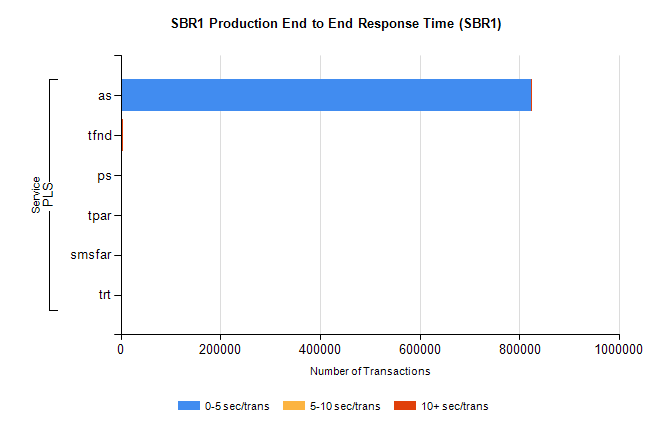 SBR1 Production End to End Response Time (SBR1)
Service
PLS
as
tfnd
ps
tpar
smsfar
trt
0 200000 400000 600000 800000 1000000
Number of Transactions
0-5 sec/trans 5-10 sec/trans 10+ sec/trans